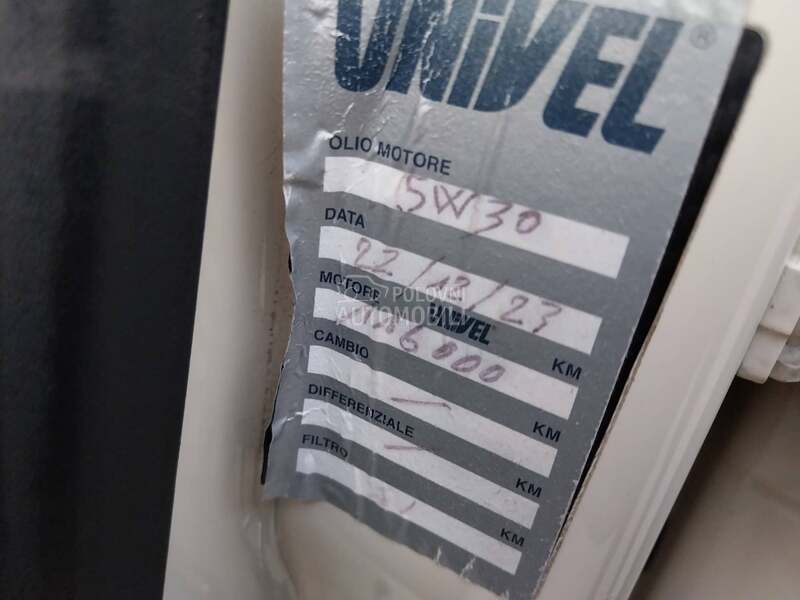 UNIVEL®
OLIO MOTORE
5W30
DATA
22/12/23
MOTORE
UNIVEL
KM
6000
CAMBIO
—
KM
DIFFERENZIALE
—
KM
FILTRO
KM
POLOVNI
AUTOMOBILI